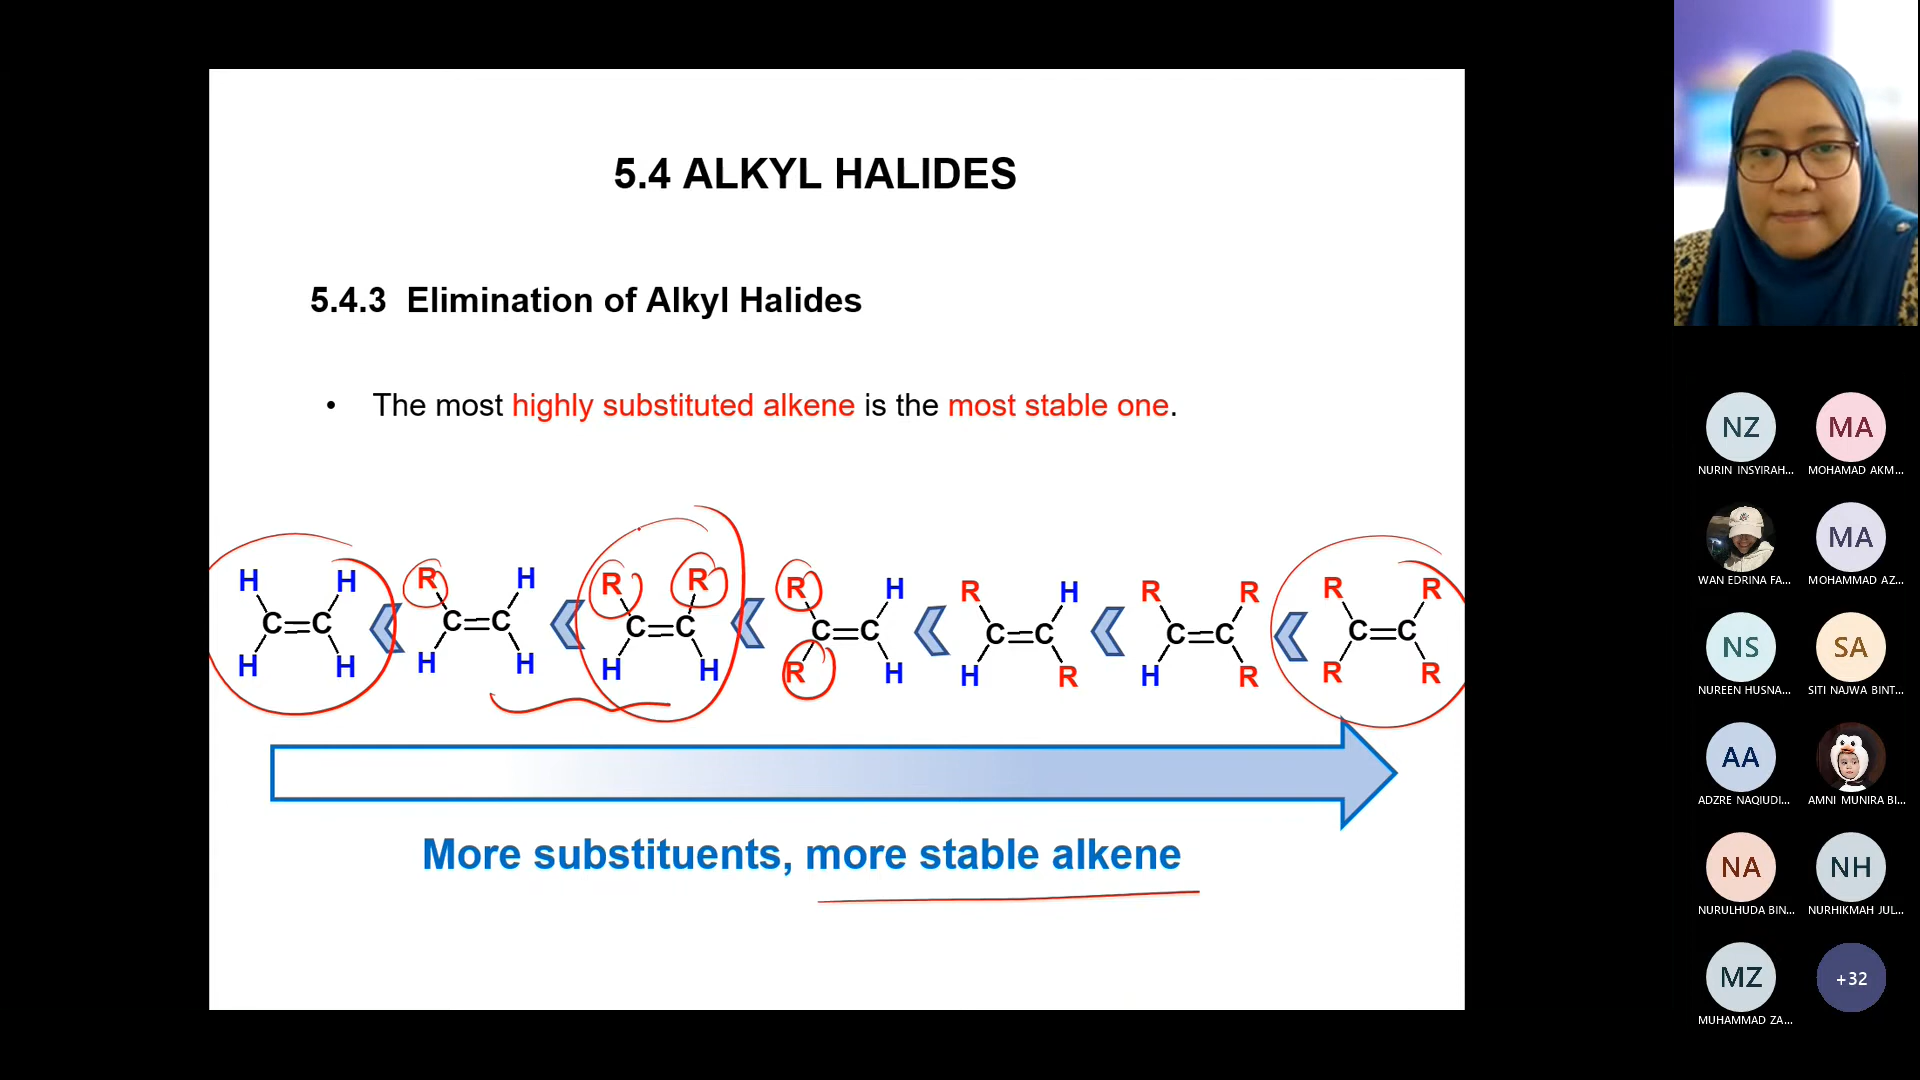 5.4 ALKYL HALIDES
5.4.3 Elimination of Alkyl Halides
• The most highly substituted alkene is the most stable one.
H H R H R R R H R H R R R R
C=C C=C C=C C=C C=C C=C C=C
H H H H H H R H H R H R R R
More substituents, more stable alkene
NZ MA
NURIN INSYIRAH... MOHAMAD AKM...
MA
WAN EDRINA FA... MOHAMMAD AZ...
NS SA
NUREEN HUSNA... SITI NAJWA BINT...
AA
ADZRE NAQIUDI... AMNI MUNIRA BI...
NA NH
NURULHUDA BIN... NURHIKMAH JUL...
MZ +32
MUHAMMAD ZA...